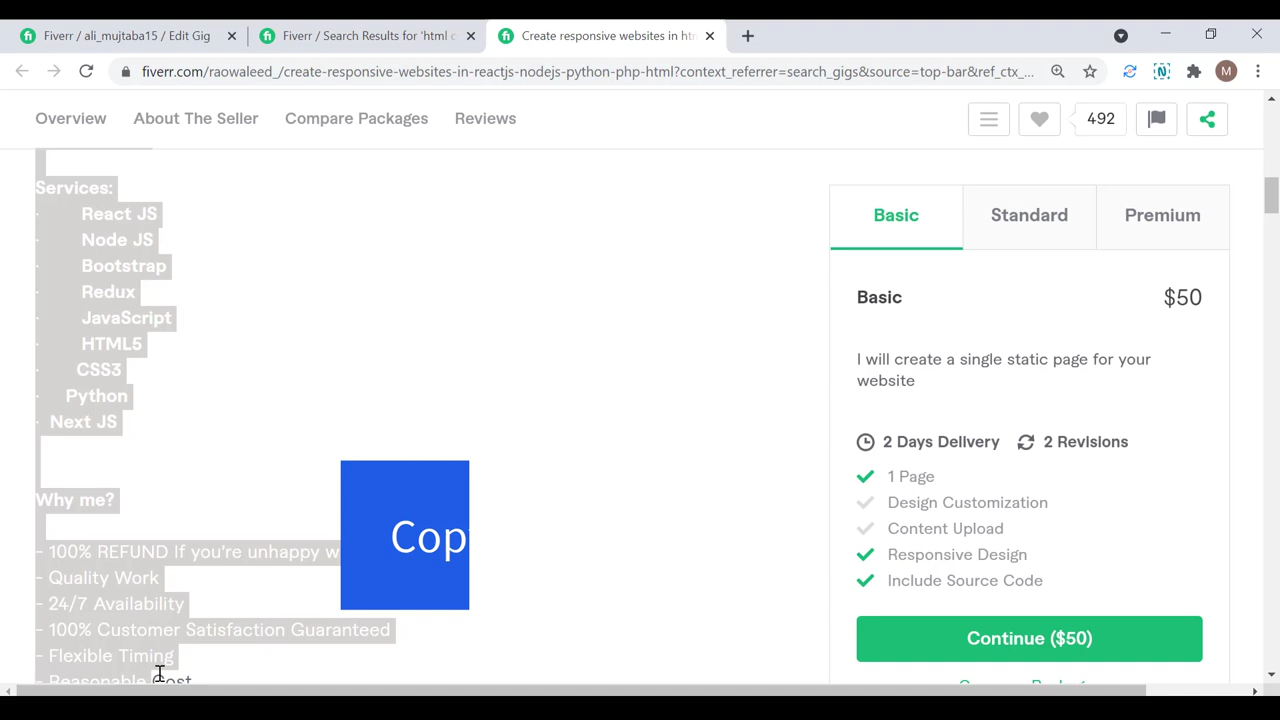 Fiverr / ali_mujtaba15 / Edit Gig
Fiverr / Search Results for 'html c
Create responsive websites in htm
fiverr.com/raowaleed_/create-responsive-websites-in-reactjs-nodejs-python-php-html?context_referrer=search_gigs&source=top-bar&ref_ctx_...
M
Overview
About The Seller
Compare Packages
Reviews
492
Services:
· React JS
· Node JS
· Bootstrap
· Redux
· JavaScript
· HTML5
· CSS3
· Python
· Next JS
Why me?
- 100% REFUND If you're unhappy w
- Quality Work
- 24/7 Availability
- 100% Customer Satisfaction Guaranteed
- Flexible Timing
- Reasonable Cost
Cop
Basic
Standard
Premium
Basic
$50
I will create a single static page for your
website
2 Days Delivery
2 Revisions
1 Page
Design Customization
Content Upload
Responsive Design
Include Source Code
Continue ($50)